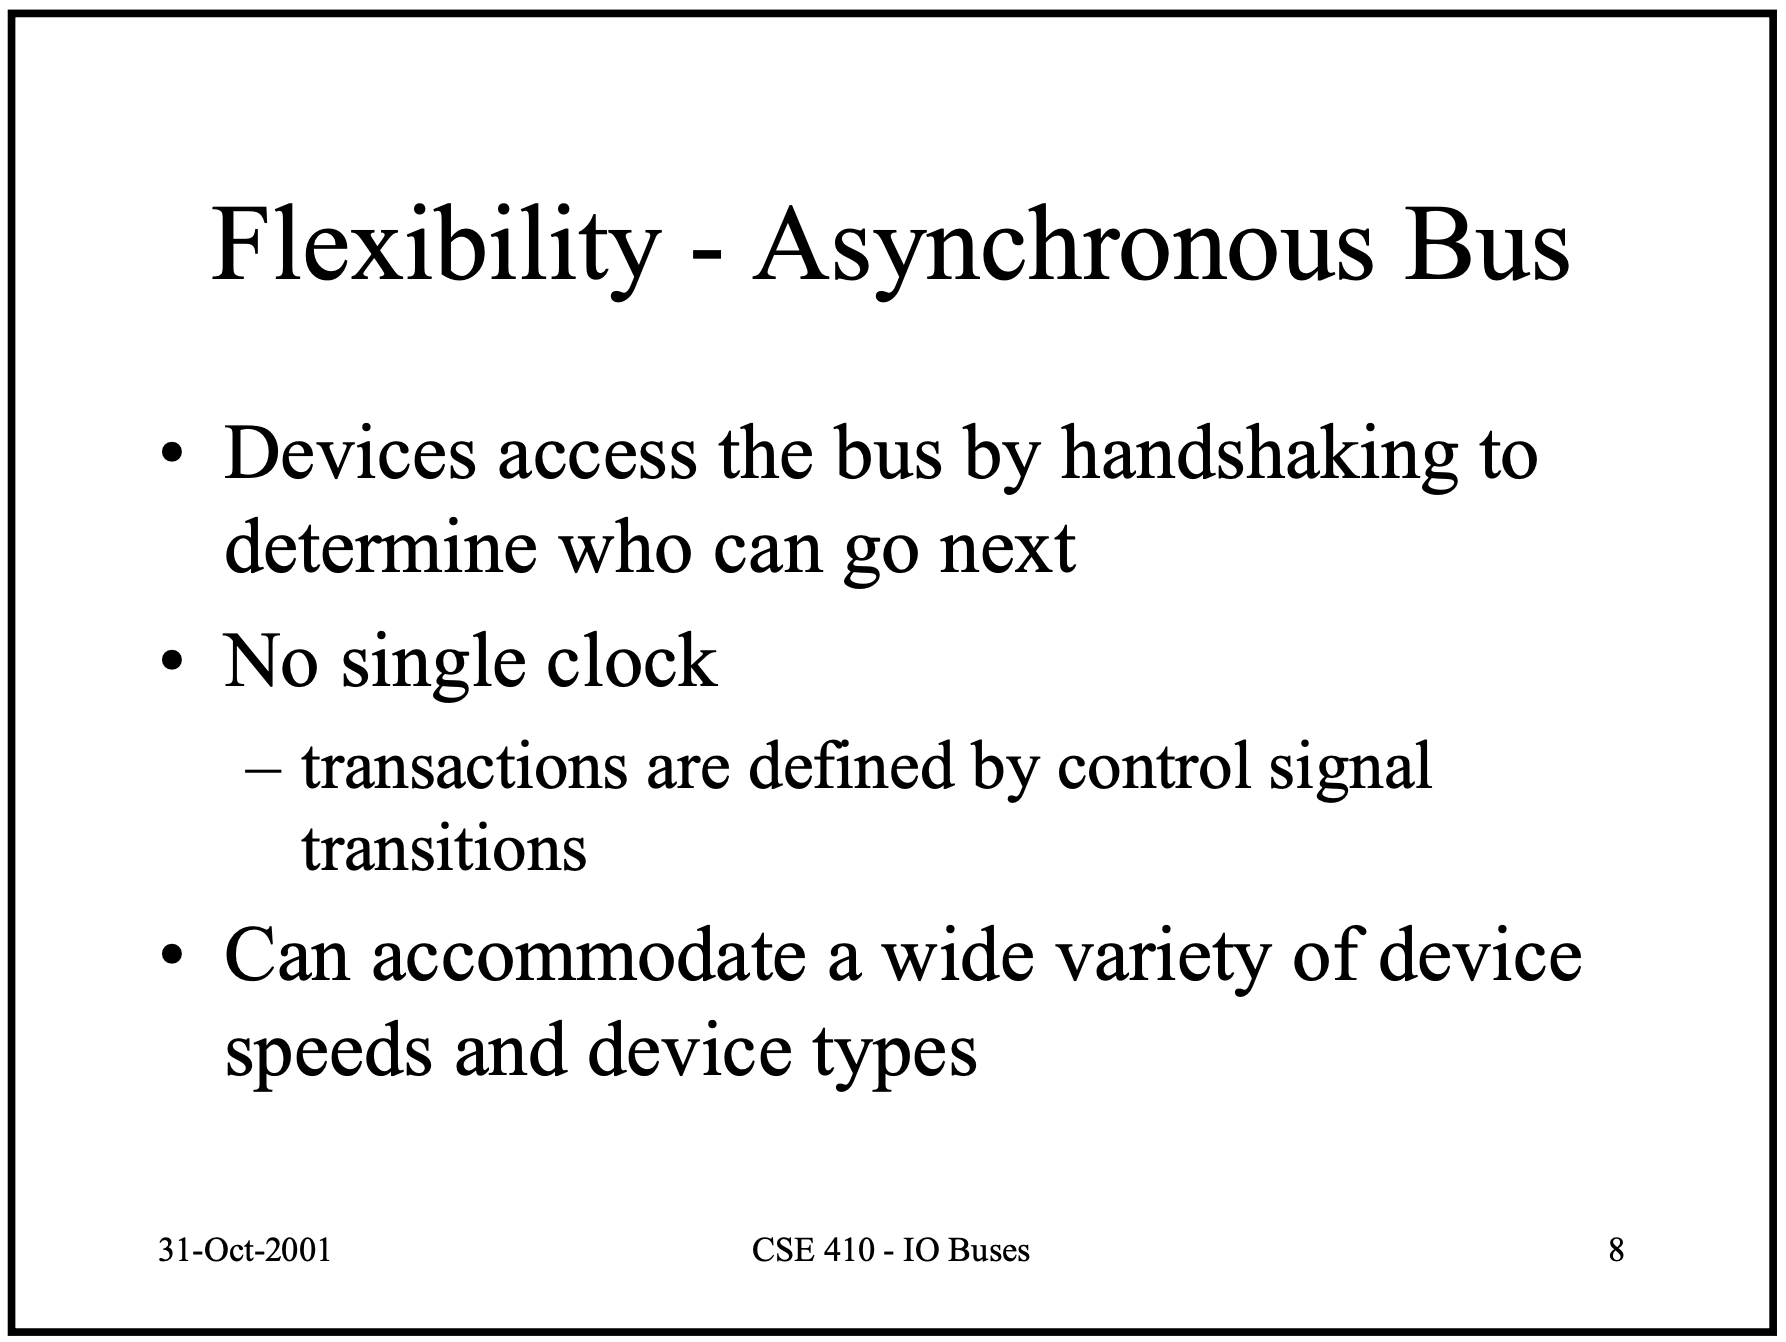 Flexibility - Asynchronous Bus
• Devices access the bus by handshaking to
determine who can go next
• No single clock
– transactions are defined by control signal
transitions
• Can accommodate a wide variety of device
speeds and device types
31-Oct-2001 CSE 410 - IO Buses 8